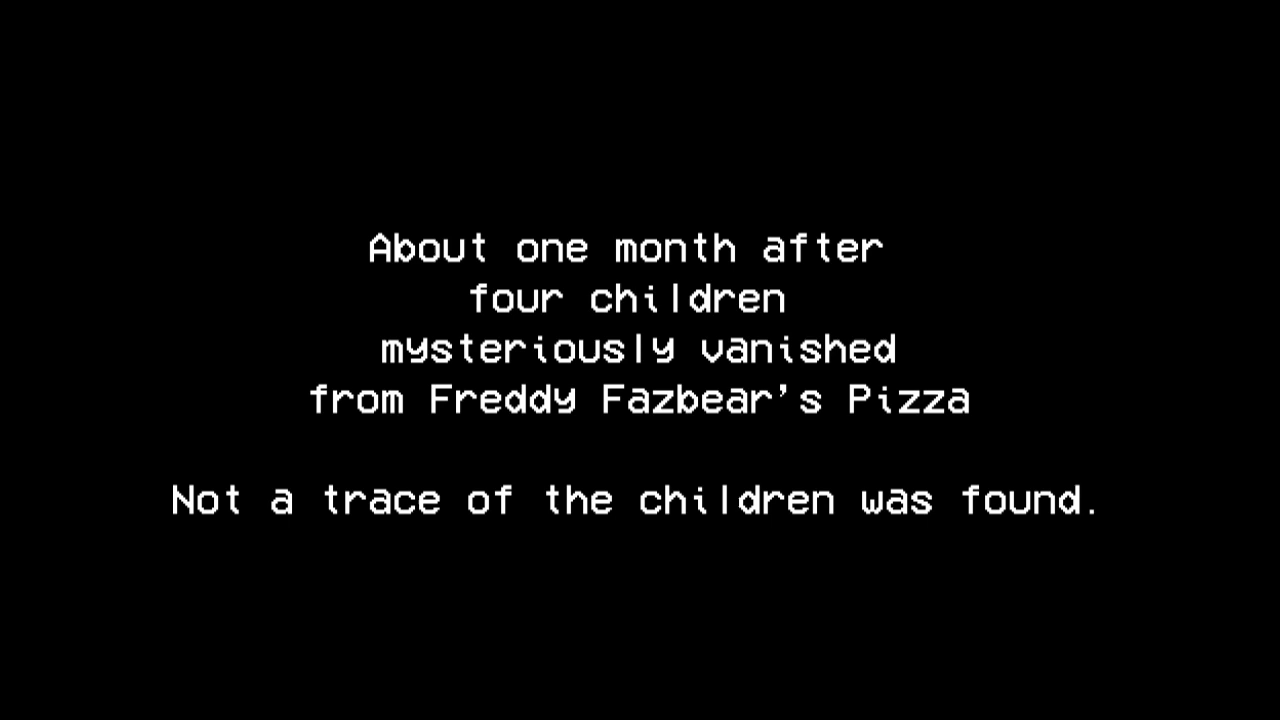 About one month after
four children
mysteriously vanished
from Freddy Fazbear's Pizza
Not a trace of the children was found.